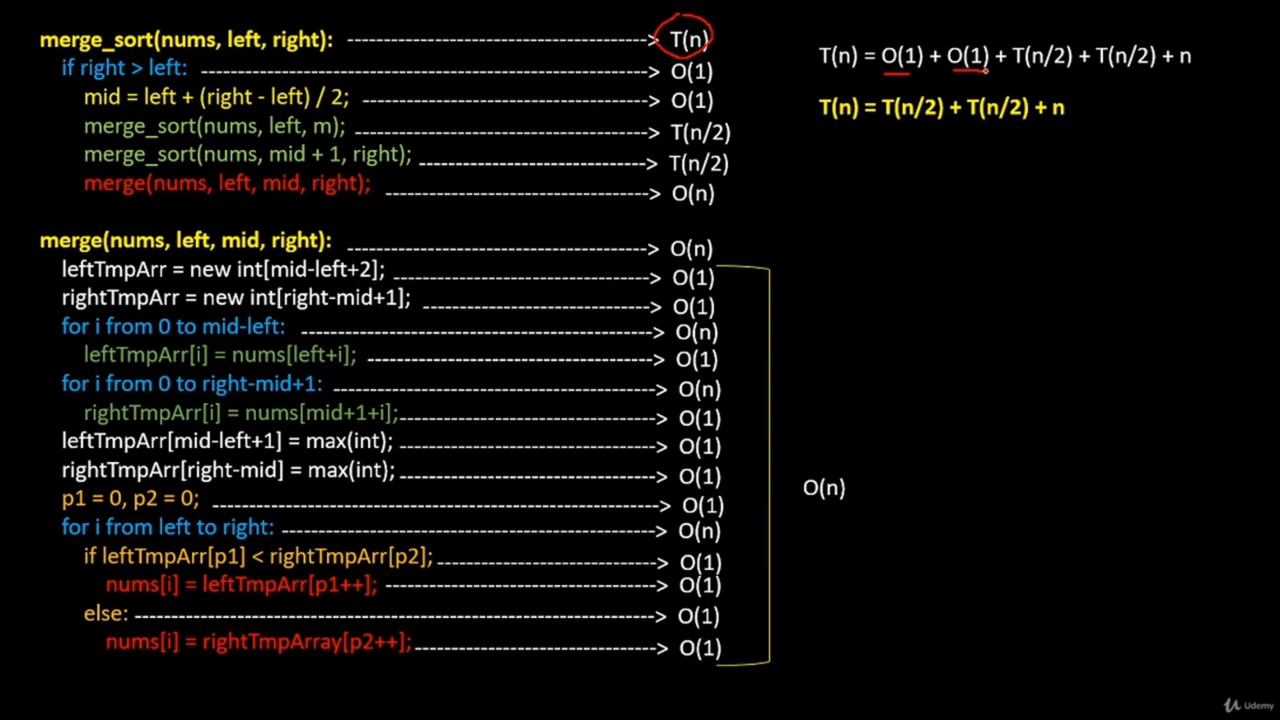 merge_sort(nums, left, right): ---> T(n)
if right > left: ---> O(1)
mid = left + (right - left) / 2; ---> O(1)
merge_sort(nums, left, m); ---> T(n/2)
merge_sort(nums, mid + 1, right); ---> T(n/2)
merge(nums, left, mid, right); ---> O(n)
merge(nums, left, mid, right): ---> O(n)
leftTmpArr = new int[mid-left+2]; ---> O(1)
rightTmpArr = new int[right-mid+1]; ---> O(1)
for i from 0 to mid-left: ---> O(n)
leftTmpArr[i] = nums[left+i]; ---> O(1)
for i from 0 to right-mid+1: ---> O(n)
rightTmpArr[i] = nums[mid+1+i]; ---> O(1)
leftTmpArr[mid-left+1] = max(int); ---> O(1)
rightTmpArr[right-mid] = max(int); ---> O(1)
p1 = 0, p2 = 0; ---> O(1)
for i from left to right: ---> O(n)
if leftTmpArr[p1] < rightTmpArr[p2]; ---> O(1)
nums[i] = leftTmpArr[p1++]; ---> O(1)
else: ---> O(1)
nums[i] = rightTmpArray[p2++]; ---> O(1)
O(n)
T(n) = O(1) + O(1) + T(n/2) + T(n/2) + n
T(n) = T(n/2) + T(n/2) + n
Udemy